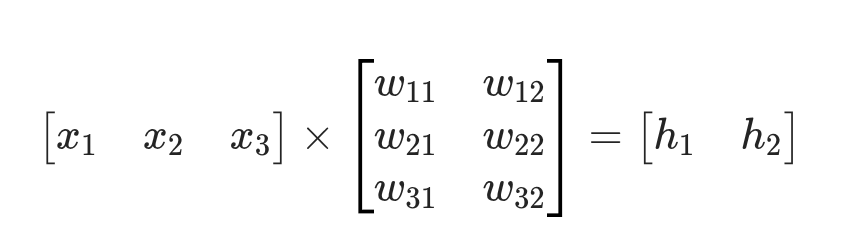 [x₁ x₂ x₃] × [w₁₁ w₁₂
w₂₁ w₂₂
w₃₁ w₃₂] = [h₁ h₂]